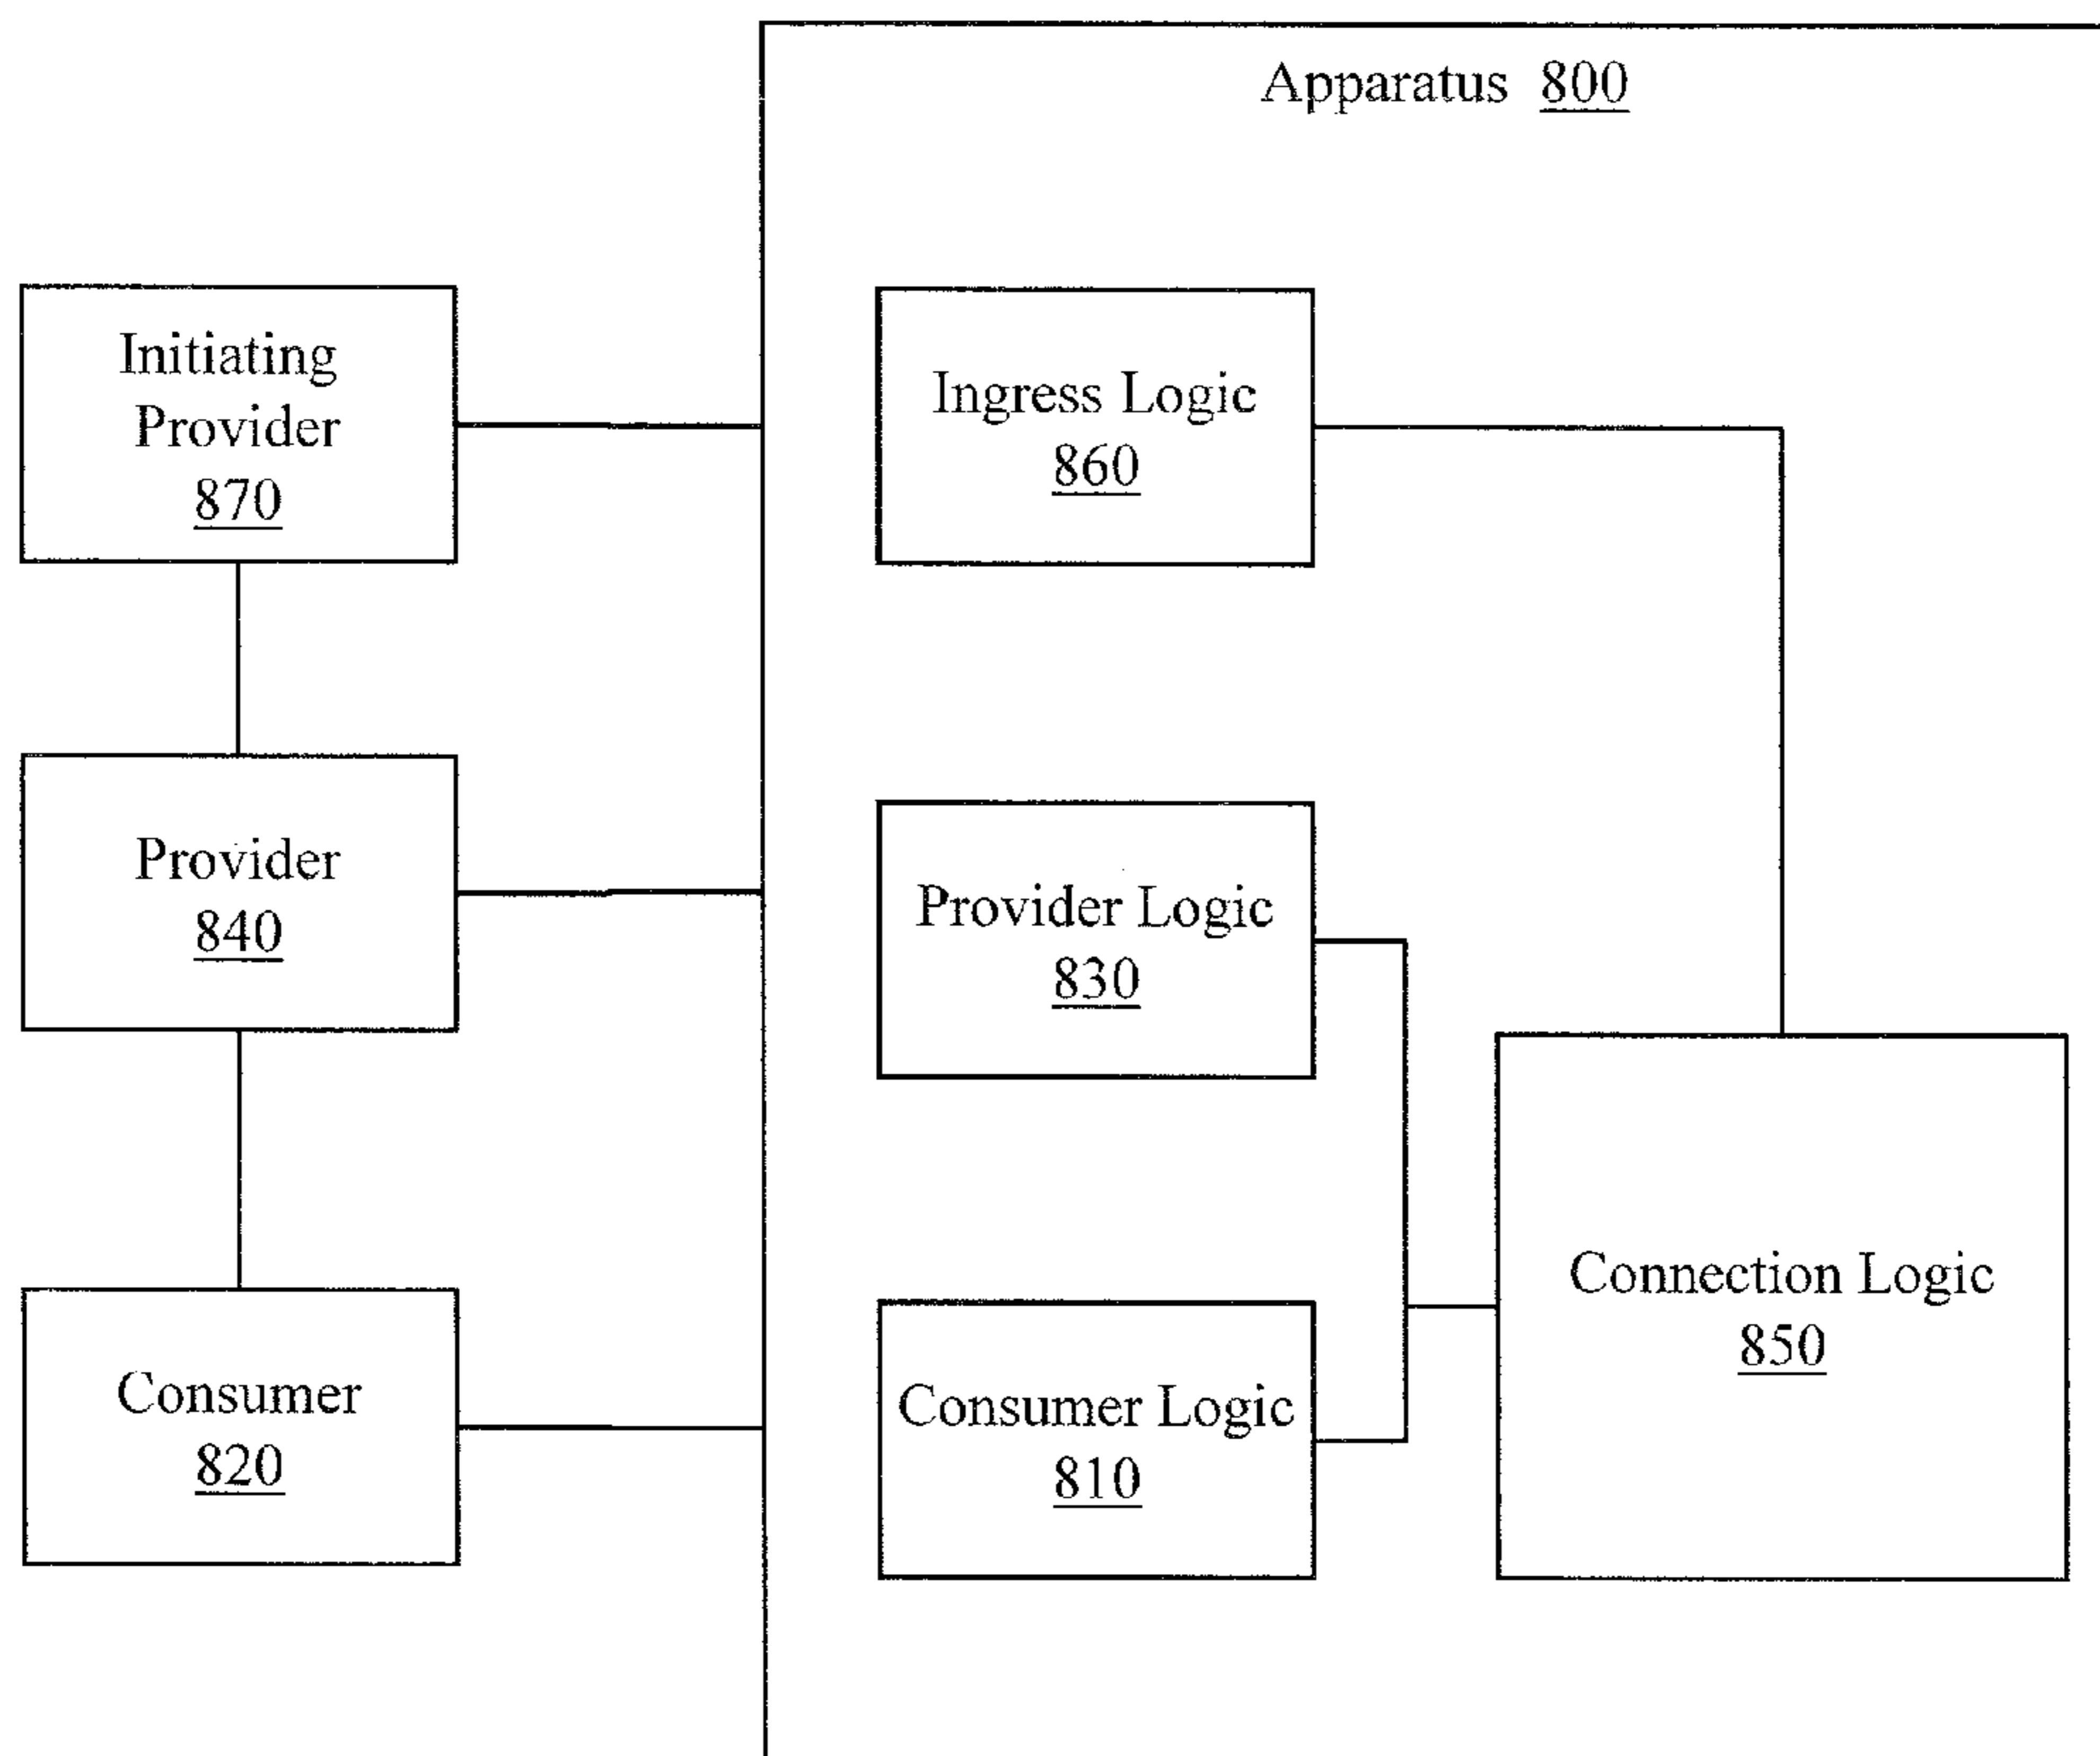 Apparatus 800
Initiating
Provider
870
Ingress Logic
860
Provider
840
Provider Logic
830
Connection Logic
850
Consumer
820
Consumer Logic
810